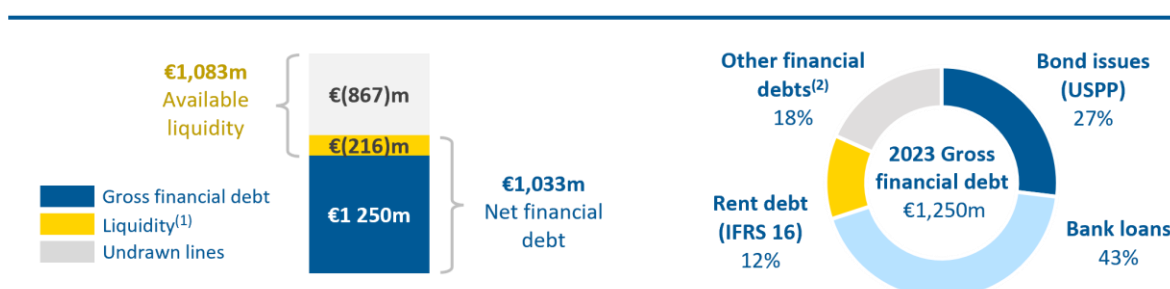 €1,083m
Available
liquidity
€(867)m
€(216)m
€1 250m
€1,033m
Net financial
debt
Gross financial debt
Liquidity(1)
Undrawn lines
Other financial
debts(2)
18%
Bond issues
(USPP)
27%
2023 Gross
financial debt
€1,250m
Rent debt
(IFRS 16)
12%
Bank loans
43%